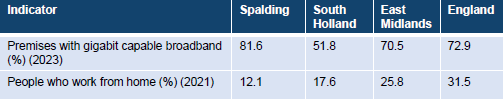 Indicator Spalding South Holland East Midlands England
Premises with gigabit capable broadband (%) (2023) 81.6 51.8 70.5 72.9
People who work from home (%) (2021) 12.1 17.6 25.8 31.5